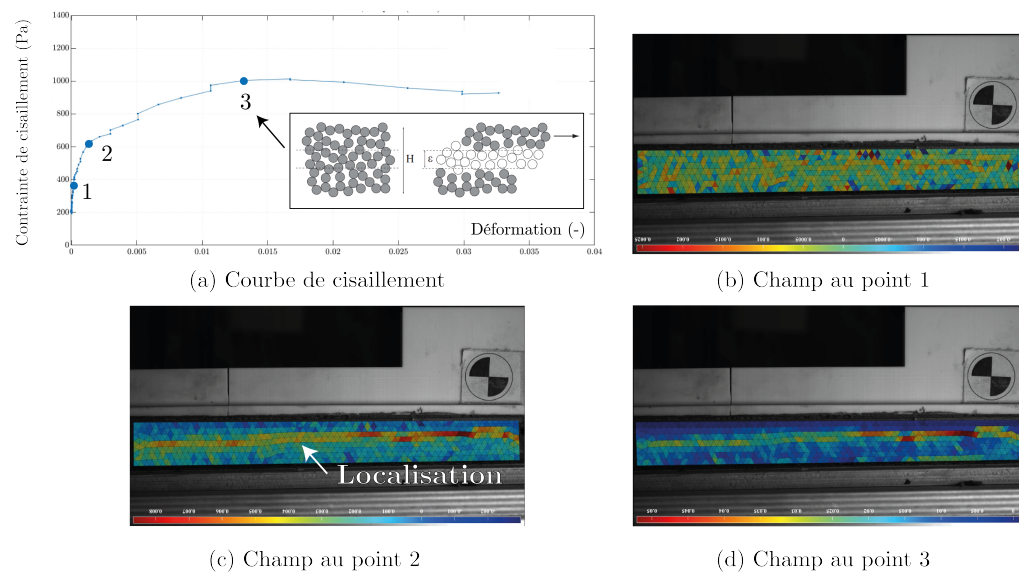 1400
1200
1000
800
600
400
200
0
Contrainte de cisaillement (Pa)
1
2
3
H
ε
Déformation (-)
0
0.005
0.01
0.015
0.02
0.025
0.03
0.035
0.04
(a) Courbe de cisaillement
(b) Champ au point 1
Localisation
(c) Champ au point 2
(d) Champ au point 3